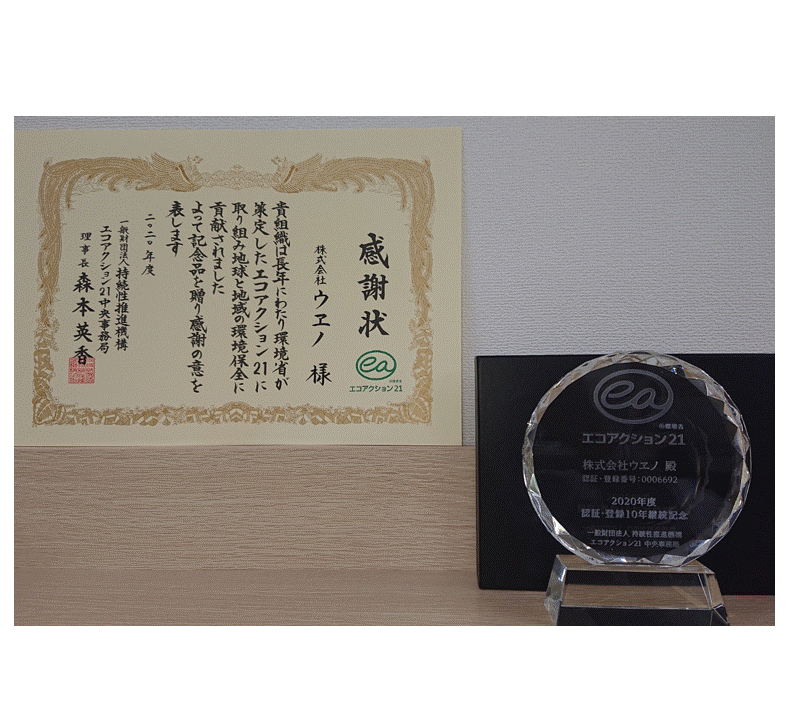 感謝状
株式会社 ウエノ 様
貴組織は長年にわたり環境省が
策定したエコアクション21に
取り組み地球と地域の環境保全に
貢献されました
よって記念品を贈り感謝の意を
表します
二〇二〇年度
一般財団法人 持続性推進機構
エコアクション21中央事務局
理事長 森本英香
ea
エコアクション21
ea
エコアクション21
株式会社ウエノ 殿
認証・登録番号:0006692
2020年度
認証・登録10年継続記念
一般財団法人 持続性推進機構
エコアクション21 中央事務局